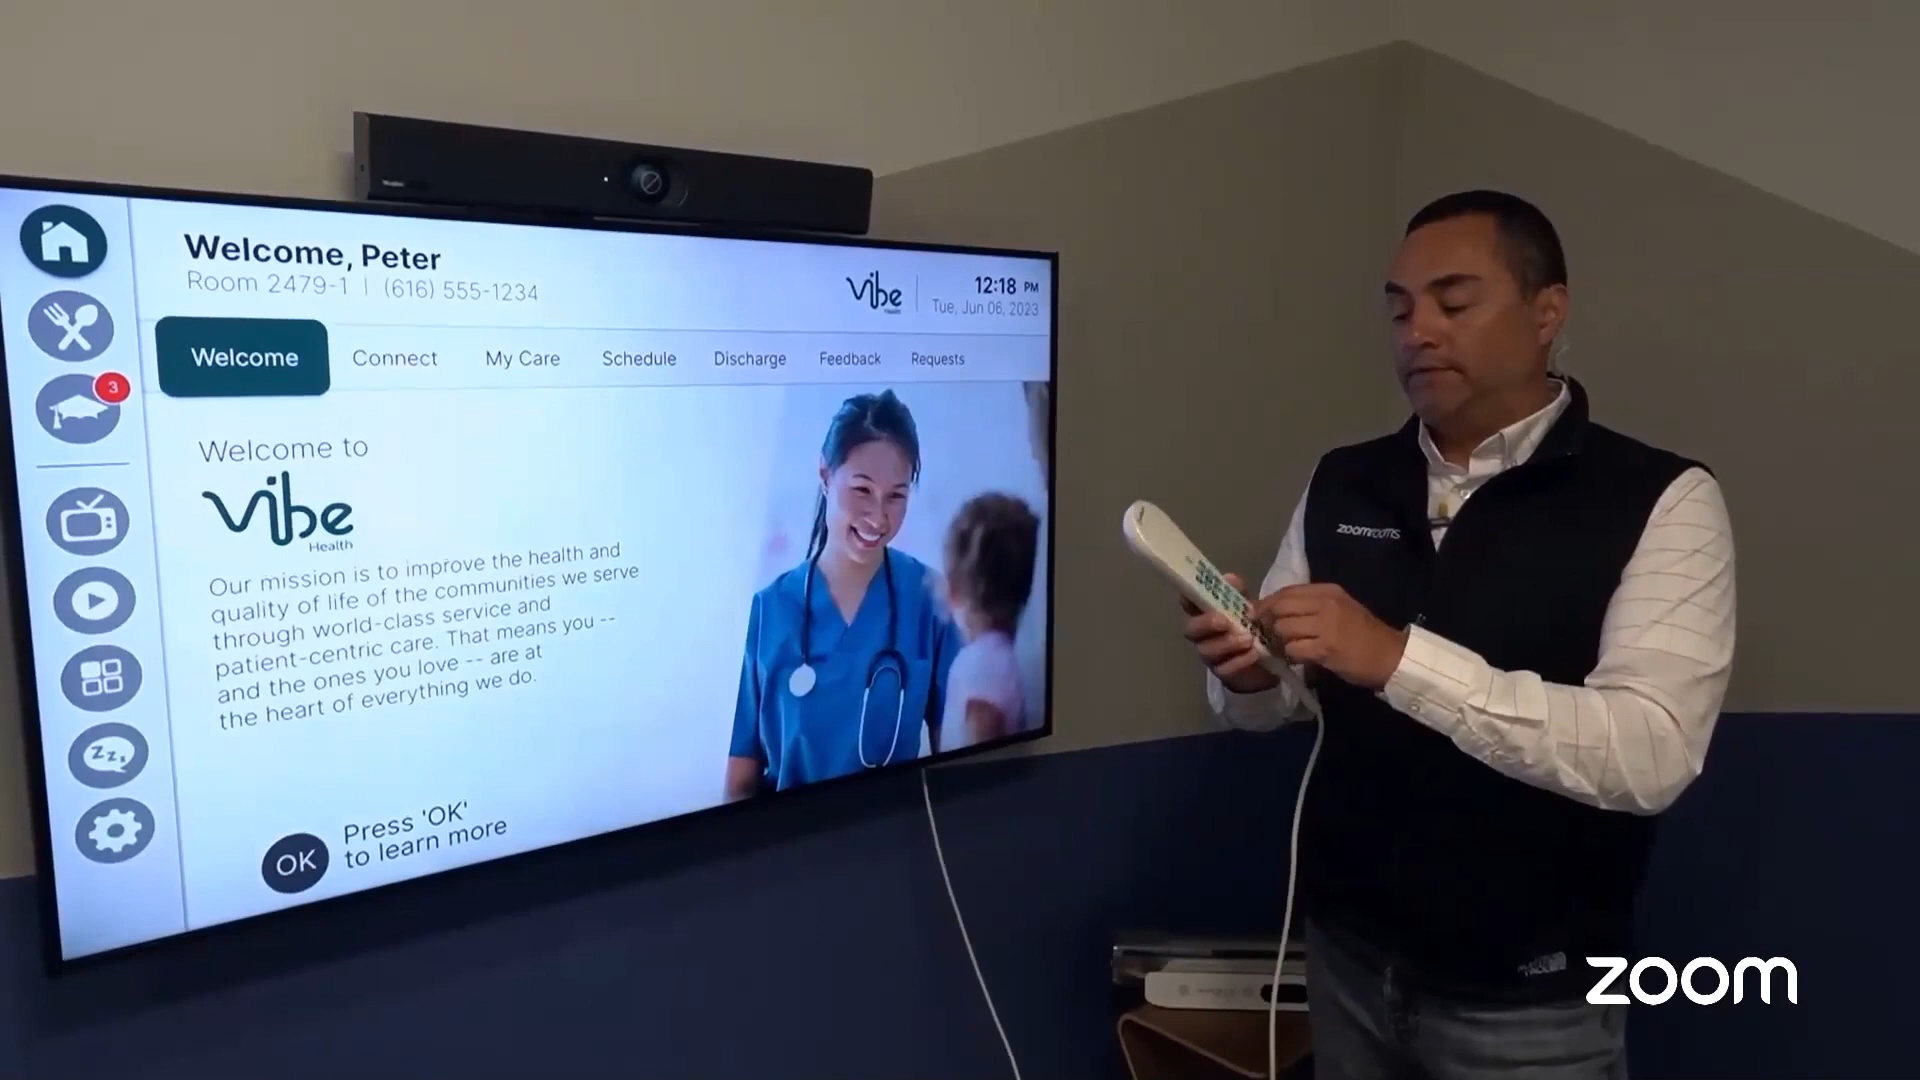 Welcome, Peter
Room 2479-1 | (616) 555-1234
Vibe
Health
12:18 PM
Tue, Jun 06, 2023
Welcome
Connect
My Care
Schedule
Discharge
Feedback
Requests
3
Welcome to
Vibe
Health
Our mission is to improve the health and
quality of life of the communities we serve
through world-class service and
patient-centric care. That means you --
and the ones you love -- are at
the heart of everything we do.
zz,
OK
Press 'OK'
to learn more
zoomrooms
zoom